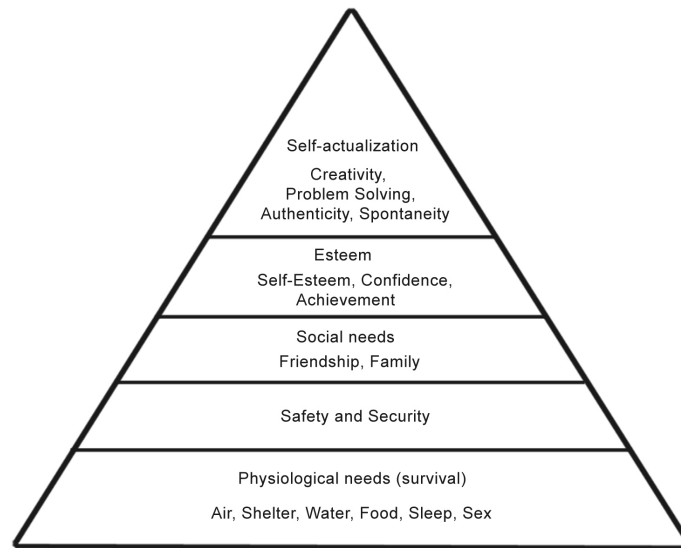 Self-actualization
Creativity,
Problem Solving,
Authenticity, Spontaneity
Esteem
Self-Esteem, Confidence,
Achievement
Social needs
Friendship, Family
Safety and Security
Physiological needs (survival)
Air, Shelter, Water, Food, Sleep, Sex